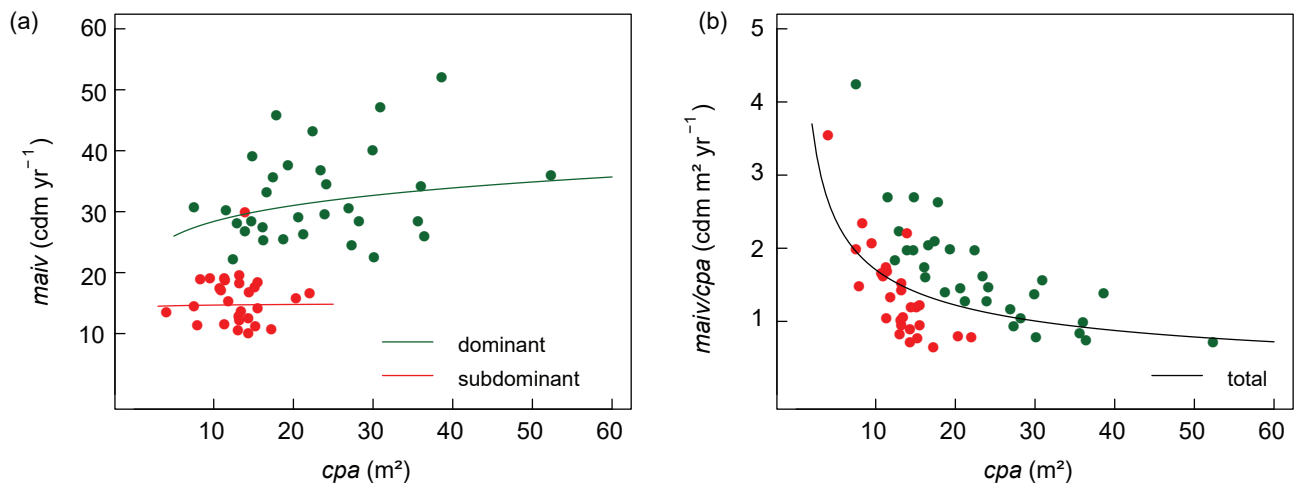 (a)
60
50
40
30
20
10
maiv (cdm yr⁻¹)
dominant
subdominant
10 20 30 40 50 60
cpa (m²)
(b)
5
4
3
2
1
maiv/cpa (cdm m² yr⁻¹)
total
10 20 30 40 50 60
cpa (m²)